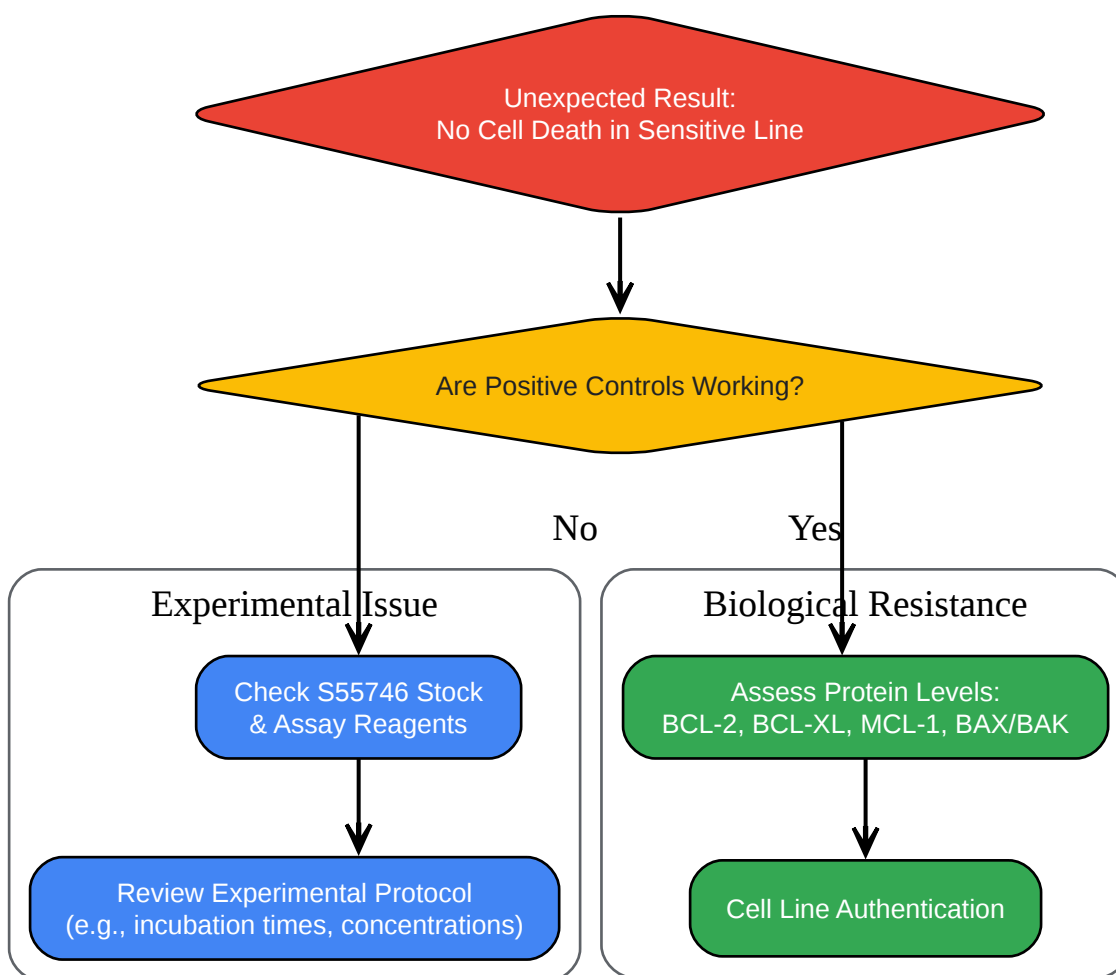 Unexpected Result:
No Cell Death in Sensitive Line
Are Positive Controls Working?
No
Yes
Experimental Issue
Biological Resistance
Check S55746 Stock
& Assay Reagents
Assess Protein Levels:
BCL-2, BCL-XL, MCL-1, BAX/BAK
Review Experimental Protocol
(e.g., incubation times, concentrations)
Cell Line Authentication